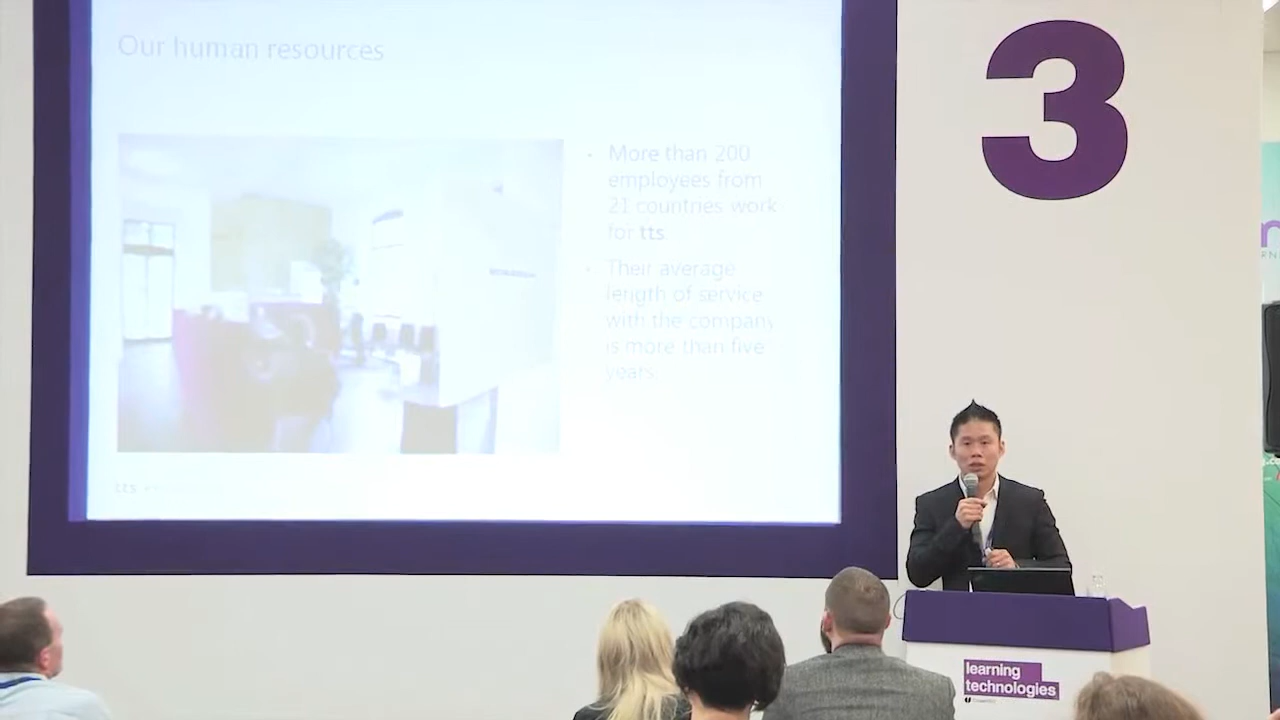 Our human resources
More than 200
employees from
21 countries work
for tts.
Their average
length of service
with the company
is more than five
years.
tts
3
learning
technologies